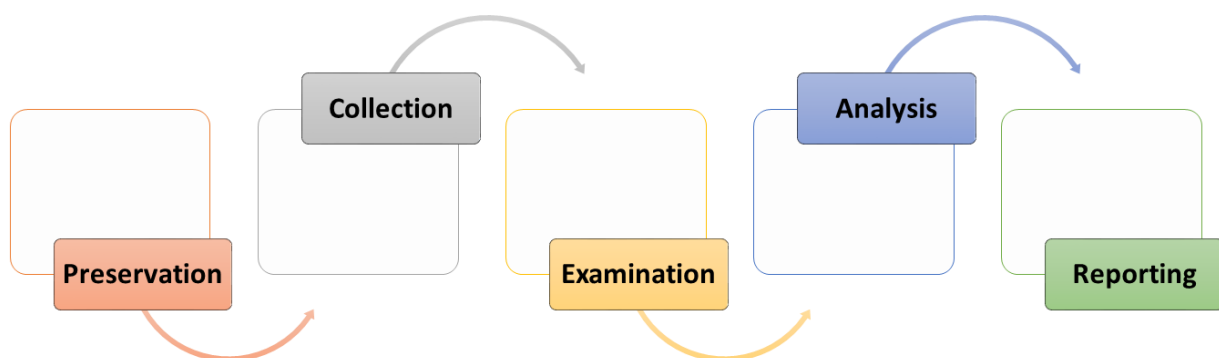 Preservation
Collection
Examination
Analysis
Reporting